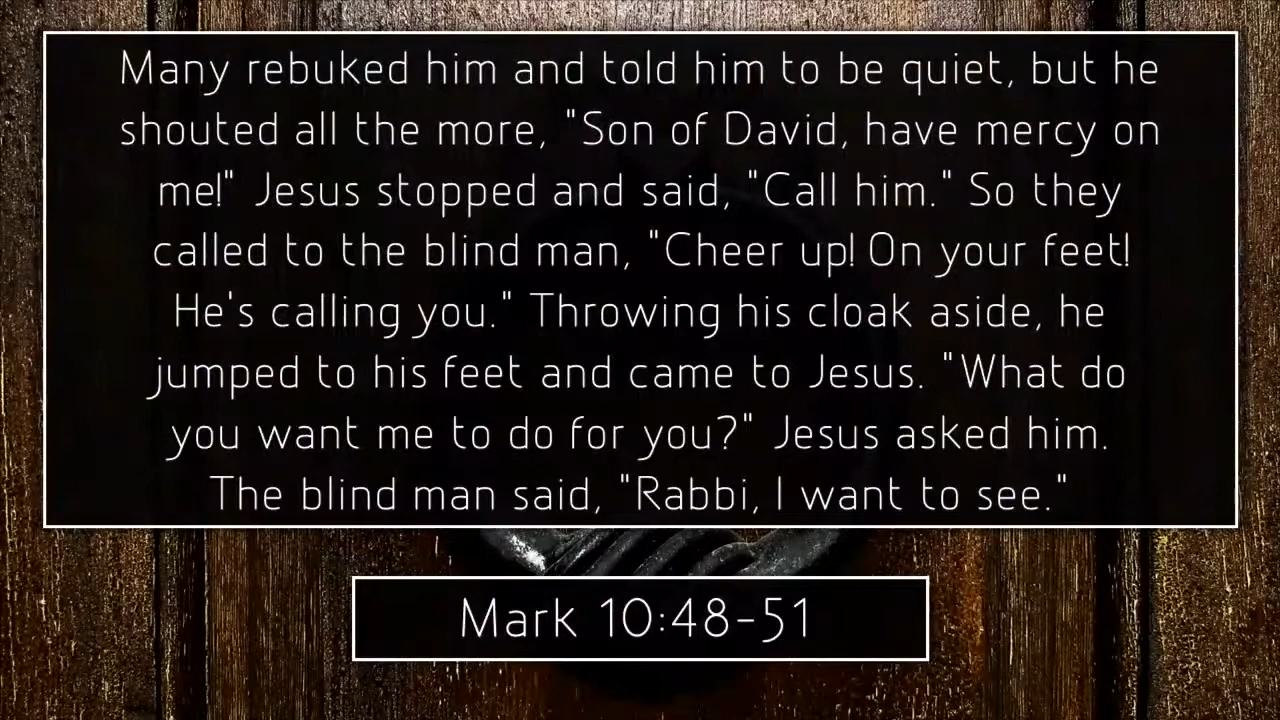 Many rebuked him and told him to be quiet, but he
shouted all the more, "Son of David, have mercy on
me!" Jesus stopped and said, "Call him." So they
called to the blind man, "Cheer up! On your feet!
He's calling you." Throwing his cloak aside, he
jumped to his feet and came to Jesus. "What do
you want me to do for you?" Jesus asked him.
The blind man said, "Rabbi, I want to see."
Mark 10:48-51